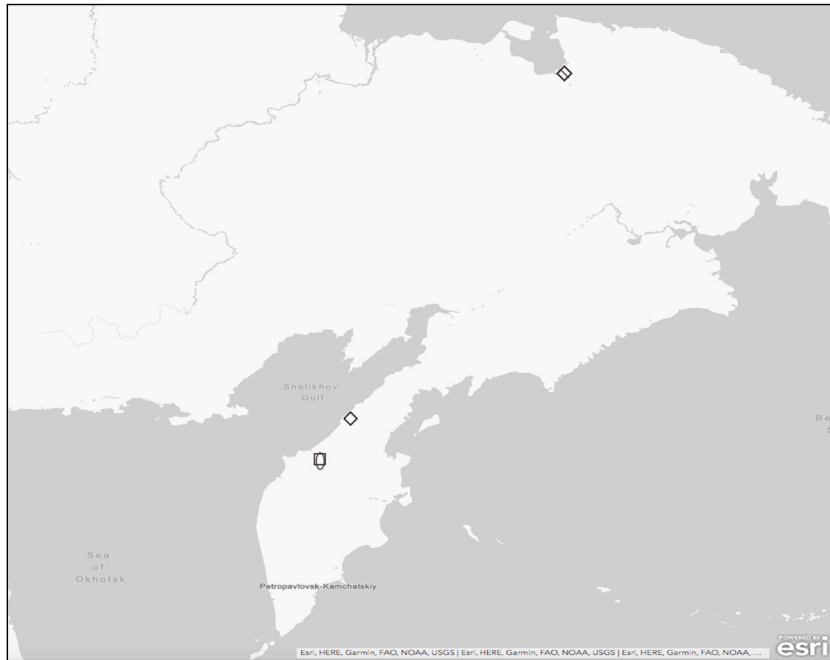 Shelikhov
Gulf
Be
Sea
of
Okhotsk
Petropavlovsk-Kamchatskiy
Esri, HERE, Garmin, FAO, NOAA, USGS | Esri, HERE, Garmin, FAO, NOAA, USGS | Esri, HERE, Garmin, FAO, NOAA, ...
POWERED BY
esri